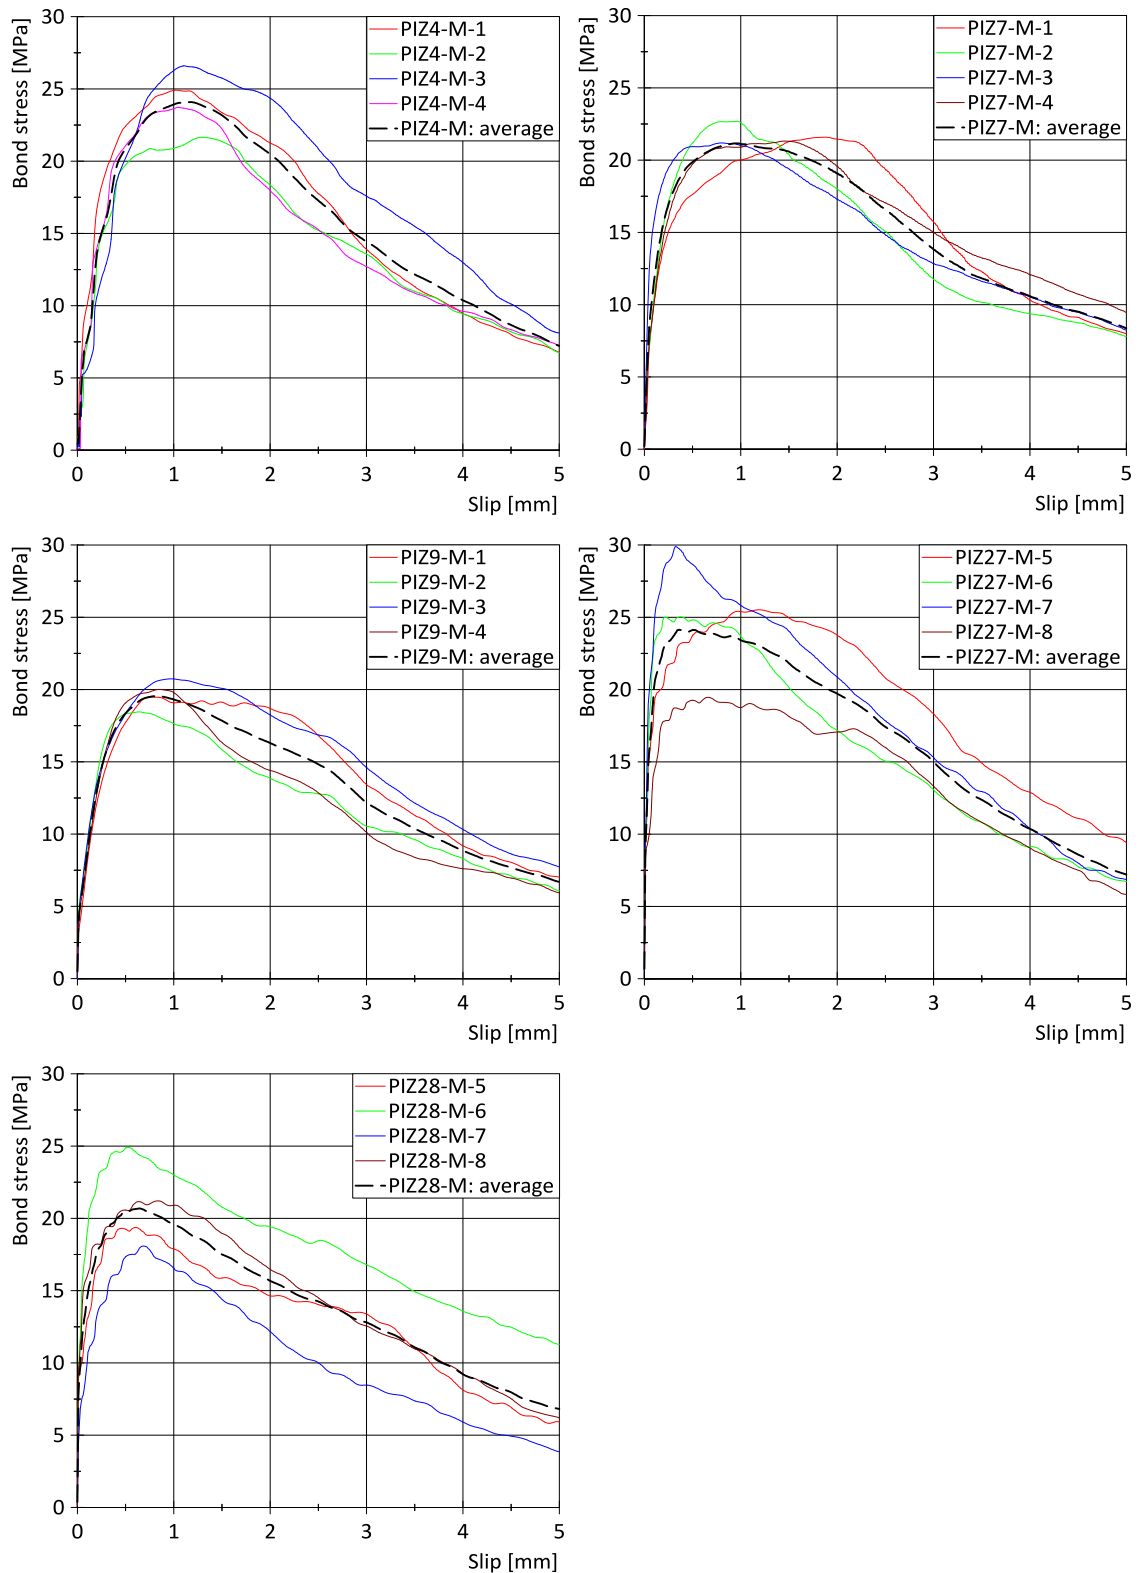 Bond stress [MPa]
30
25
20
15
10
5
0
PIZ4-M-1
PIZ4-M-2
PIZ4-M-3
PIZ4-M-4
PIZ4-M: average
0 1 2 3 4 5
Slip [mm]
Bond stress [MPa]
30
25
20
15
10
5
0
PIZ7-M-1
PIZ7-M-2
PIZ7-M-3
PIZ7-M-4
PIZ7-M: average
0 1 2 3 4 5
Slip [mm]
Bond stress [MPa]
30
25
20
15
10
5
0
PIZ9-M-1
PIZ9-M-2
PIZ9-M-3
PIZ9-M-4
PIZ9-M: average
0 1 2 3 4 5
Slip [mm]
Bond stress [MPa]
30
25
20
15
10
5
0
PIZ27-M-5
PIZ27-M-6
PIZ27-M-7
PIZ27-M-8
PIZ27-M: average
0 1 2 3 4 5
Slip [mm]
Bond stress [MPa]
30
25
20
15
10
5
0
PIZ28-M-5
PIZ28-M-6
PIZ28-M-7
PIZ28-M-8
PIZ28-M: average
0 1 2 3 4 5
Slip [mm]